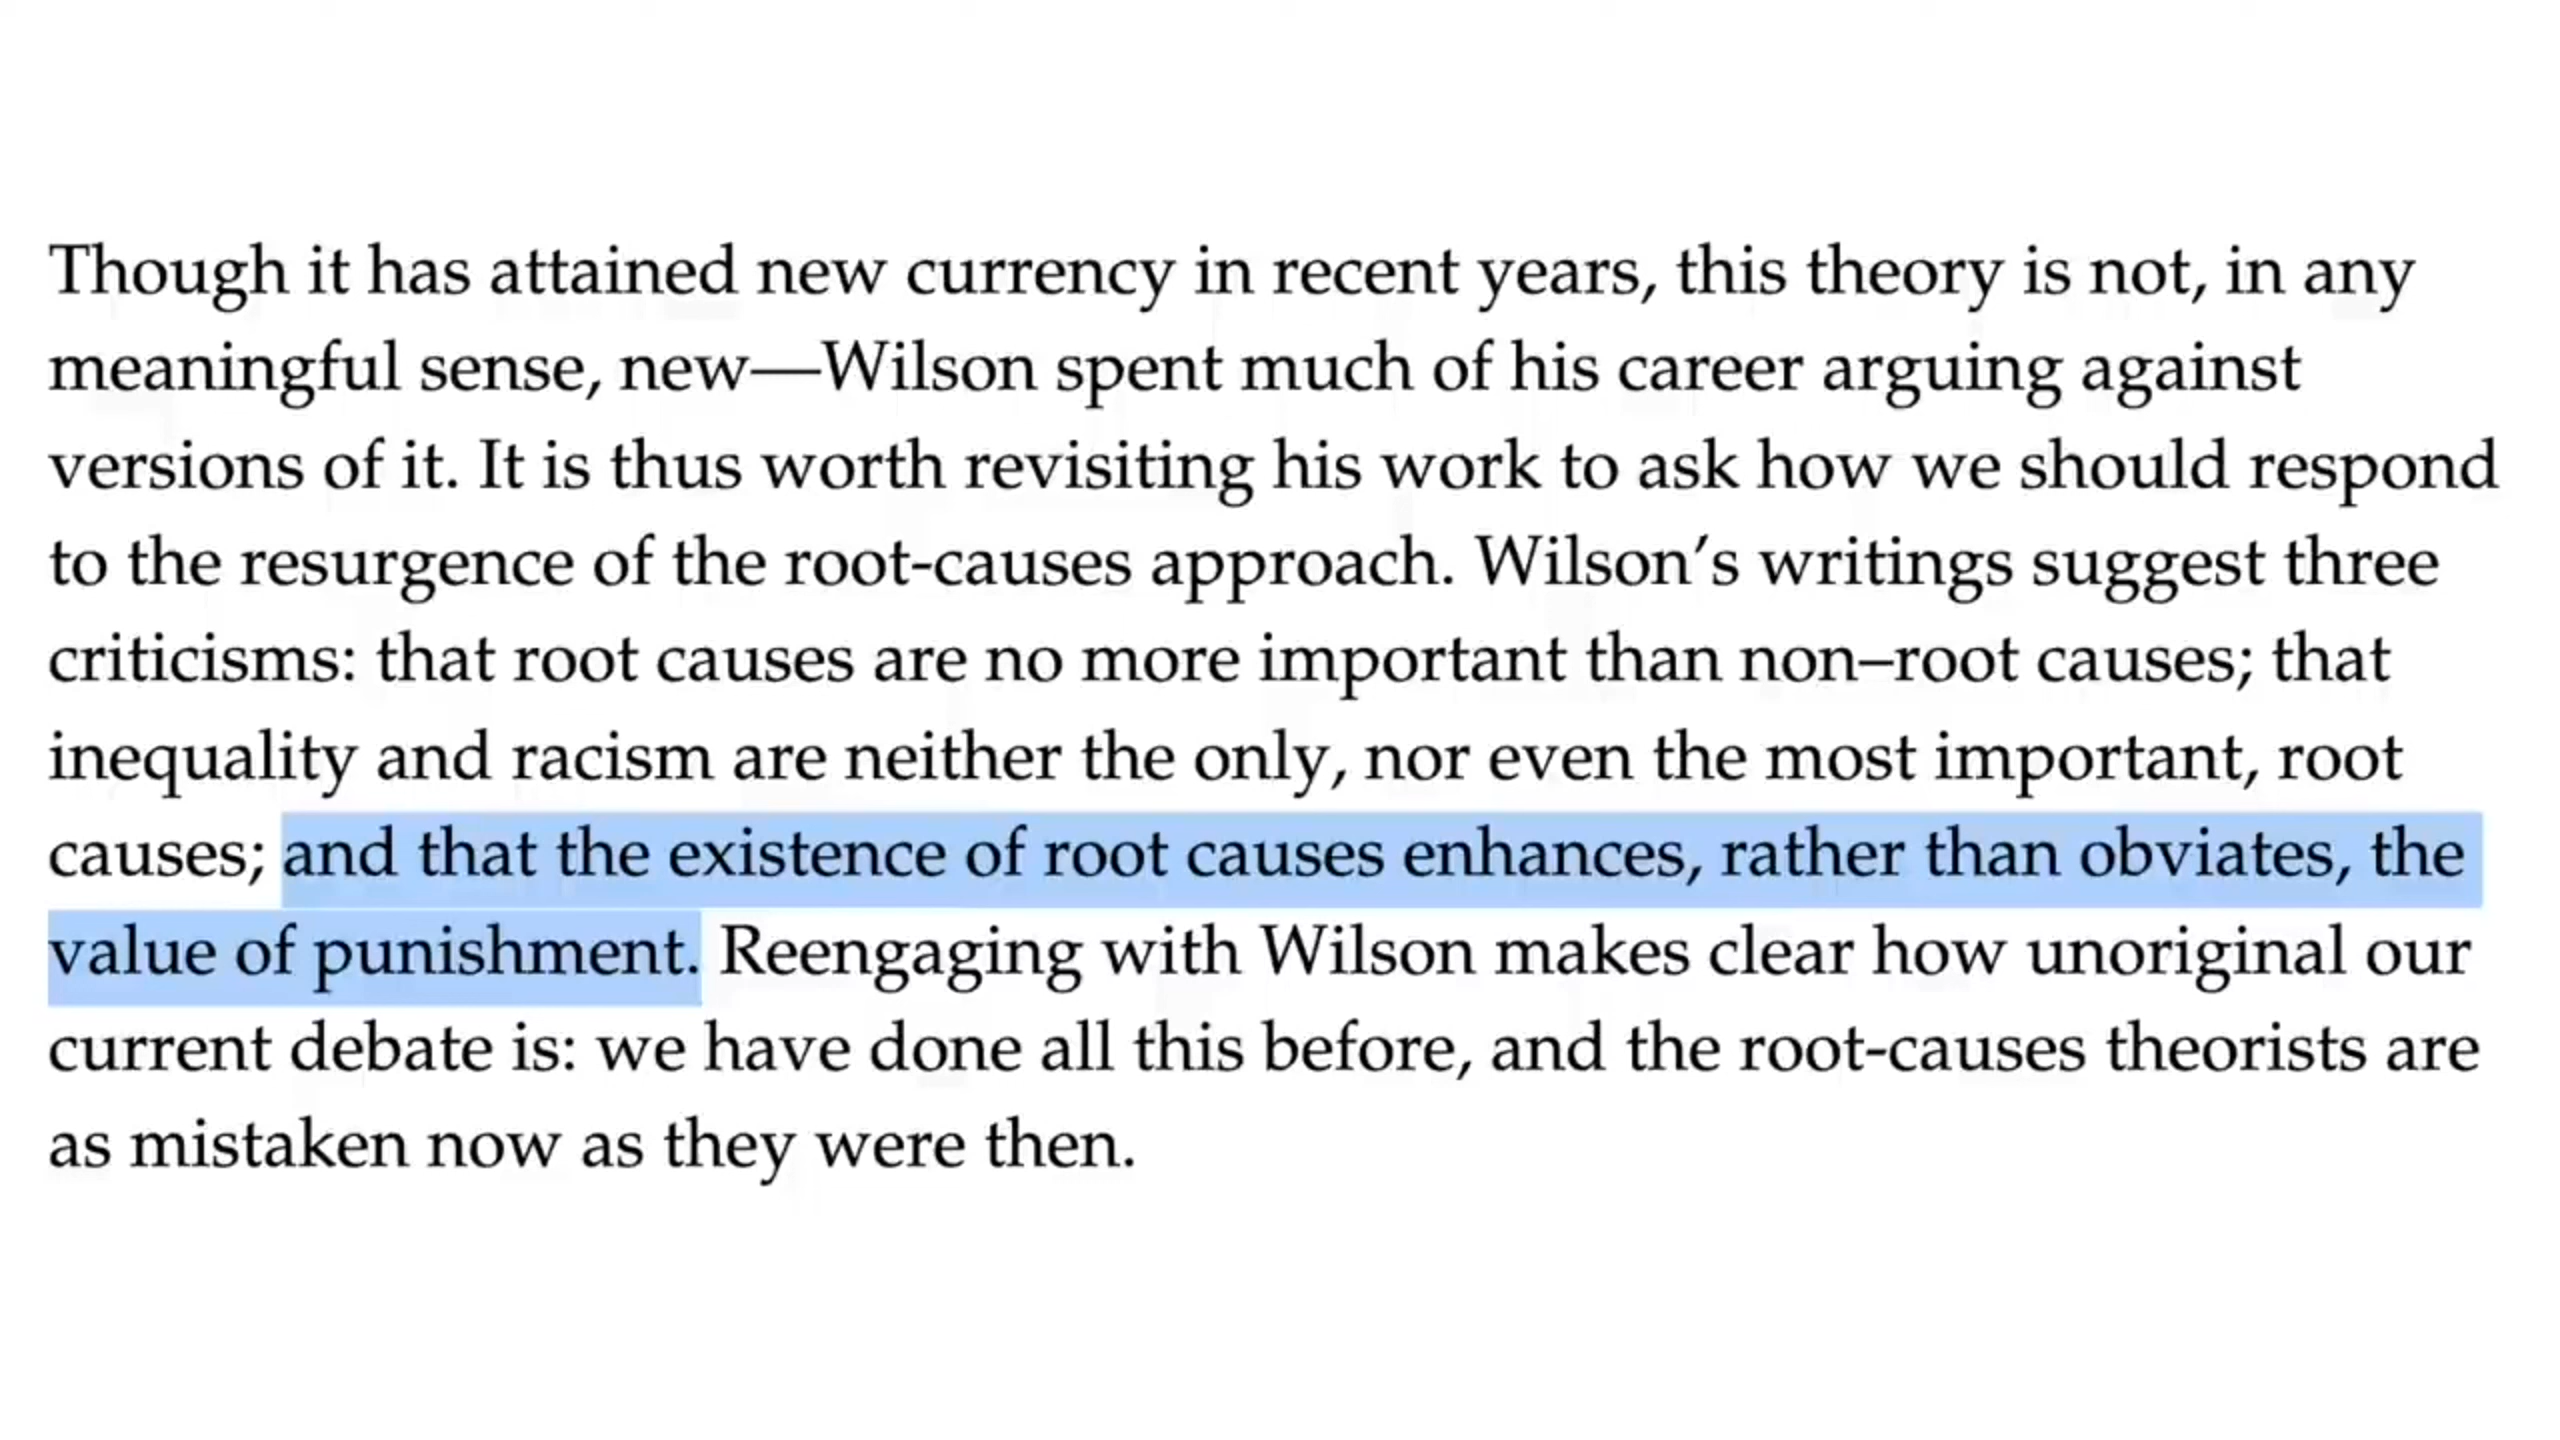 Though it has attained new currency in recent years, this theory is not, in any
meaningful sense, new—Wilson spent much of his career arguing against
versions of it. It is thus worth revisiting his work to ask how we should respond
to the resurgence of the root-causes approach. Wilson’s writings suggest three
criticisms: that root causes are no more important than non–root causes; that
inequality and racism are neither the only, nor even the most important, root
causes; and that the existence of root causes enhances, rather than obviates, the
value of punishment. Reengaging with Wilson makes clear how unoriginal our
current debate is: we have done all this before, and the root-causes theorists are
as mistaken now as they were then.